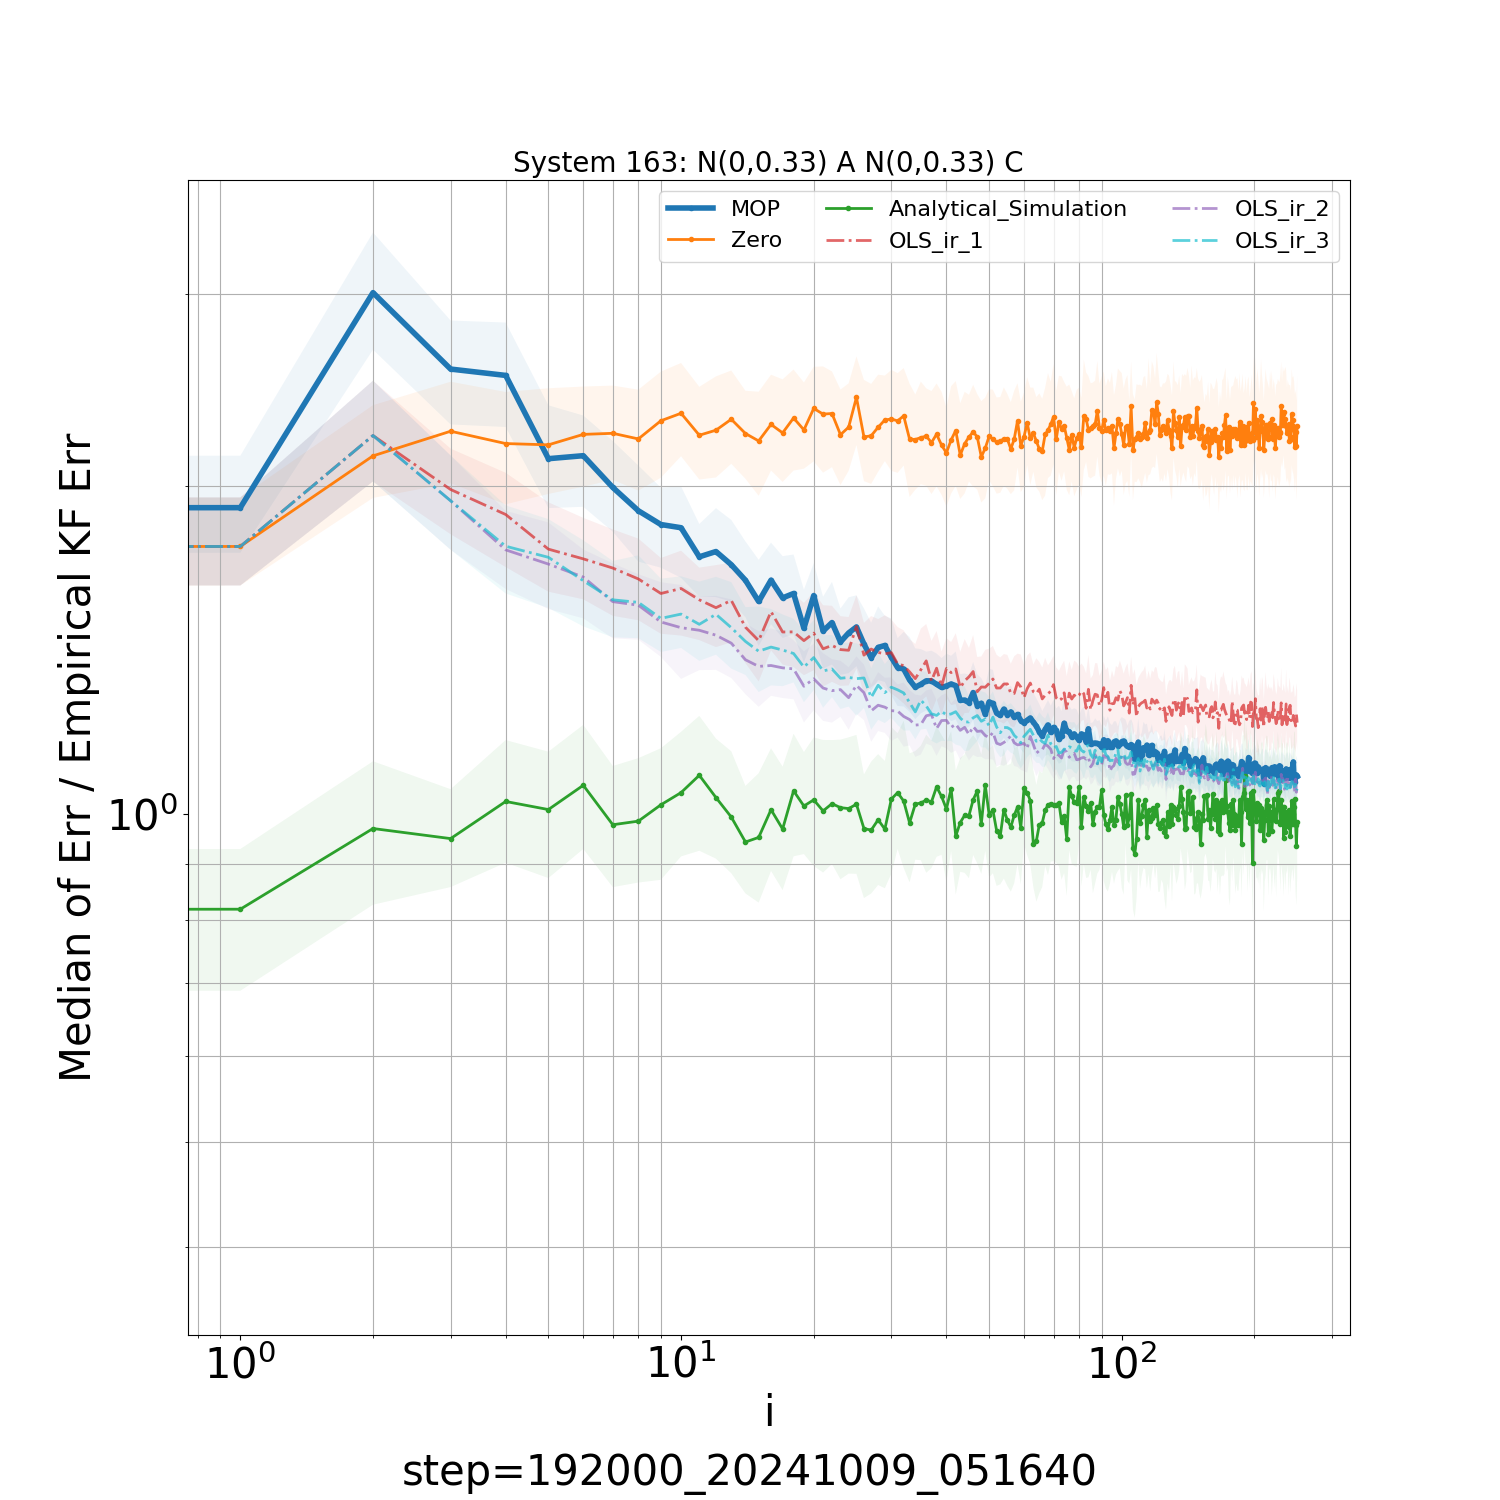 System 163: N(0,0.33) A N(0,0.33) C
MOP
Zero
Analytical_Simulation
OLS_ir_1
OLS_ir_2
OLS_ir_3
Median of Err / Empirical KF Err
10⁰
10⁰ 10¹ 10²
i
step=192000_20241009_051640